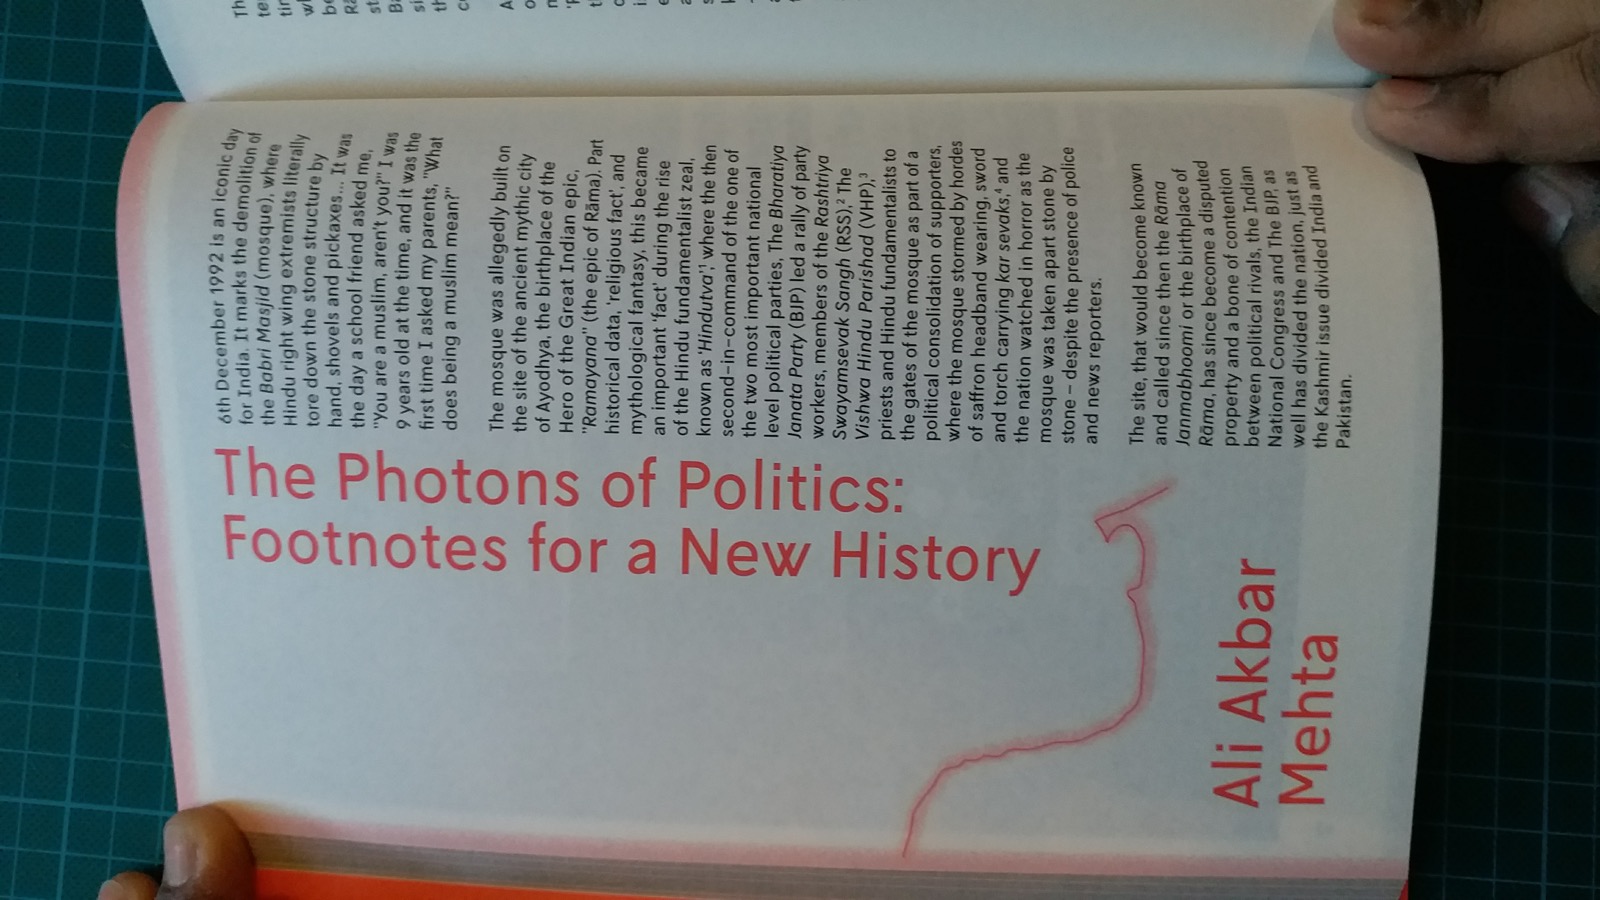 The Photons of Politics:
Footnotes for a New History
Ali Akbar
Mehta
6th December 1992 is an iconic day
for India. It marks the demolition of
the Babri Masjid (mosque), where
Hindu right wing extremists literally
tore down the stone structure by
hand, shovels and pickaxes... It was
the day a school friend asked me,
"You are a muslim, aren't you?" I was
9 years old at the time, and it was the
first time I asked my parents, "What
does being a muslim mean?"
The mosque was allegedly built on
the site of the ancient mythic city
of Ayodhya, the birthplace of the
Hero of the Great Indian epic,
"Ramayana" (the epic of Rāma). Part
historical data, ‘religious fact’, and
mythological fantasy, this became
an important ‘fact’ during the rise
of the Hindu fundamentalist zeal,
known as ‘Hindutva’,¹ where the then
second-in-command of the one of
the two most important national
level political parties, The Bharatiya
Janata Party (BJP) led a rally of party
workers, members of the Rashtriya
Swayamsevak Sangh (RSS),² The
Vishwa Hindu Parishad (VHP),³
priests and Hindu fundamentalists to
the gates of the mosque as part of a
political consolidation of supporters,
where the mosque stormed by hordes
of saffron headband wearing, sword
and torch carrying kar sevaks,⁴ and
the nation watched in horror as the
mosque was taken apart stone by
stone – despite the presence of police
and news reporters.
The site, that would become known
and called since then the Rāma
Janmabhoomi or the birthplace of
Rāma, has since become a disputed
property and a bone of contention
between political rivals, the Indian
National Congress and The BJP, as
well has divided the nation, just as
the Kashmir issue divided India and
Pakistan.